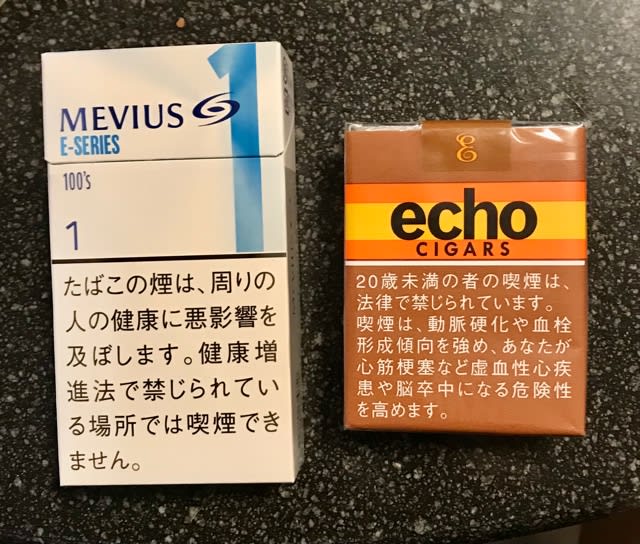 MEVIUS
E-SERIES
100's
1
1
たばこの煙は、周りの
人の健康に悪影響を
及ぼします。健康増
進法で禁じられてい
る場所では喫煙でき
ません。
E
echo
CIGARS
20歳未満の者の喫煙は、
法律で禁じられています。
喫煙は、動脈硬化や血栓
形成傾向を強め、あなたが
心筋梗塞など虚血性心疾
患や脳卒中になる危険性
を高めます。